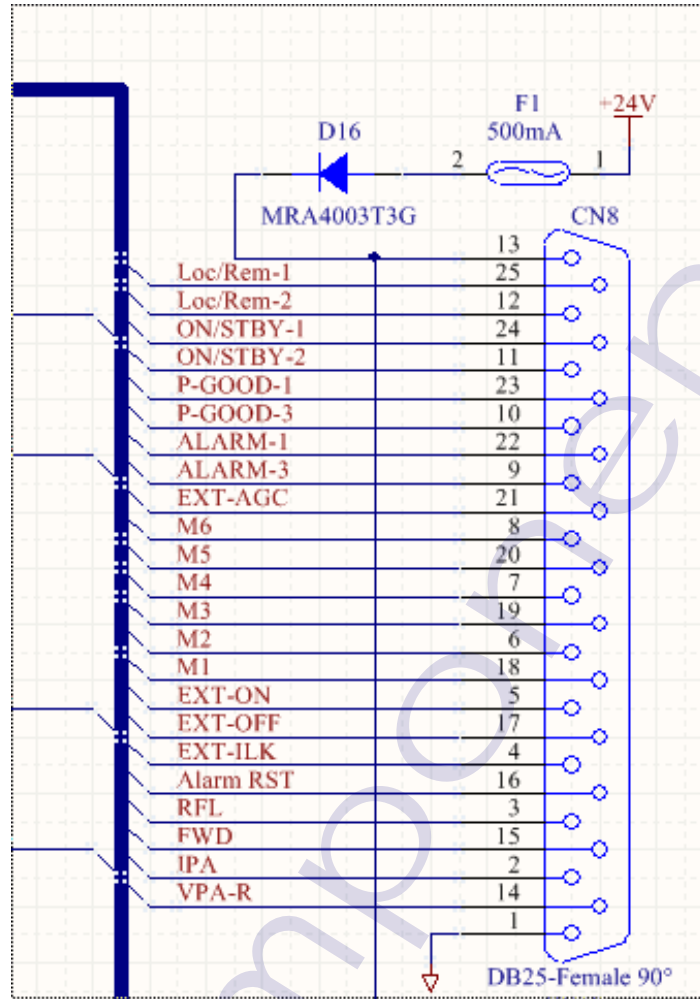 F1
+24V
D16
500mA
2
1
MRA4003T3G
CN8
13
Loc/Rem-1
25
Loc/Rem-2
12
ON/STBY-1
24
ON/STBY-2
11
P-GOOD-1
23
P-GOOD-3
10
ALARM-1
22
ALARM-3
9
EXT-AGC
21
M6
8
M5
20
M4
7
M3
19
M2
6
M1
18
EXT-ON
5
EXT-OFF
17
EXT-ILK
4
Alarm RST
16
RFL
3
FWD
15
IPA
2
VPA-R
14
1
DB25-Female 90°